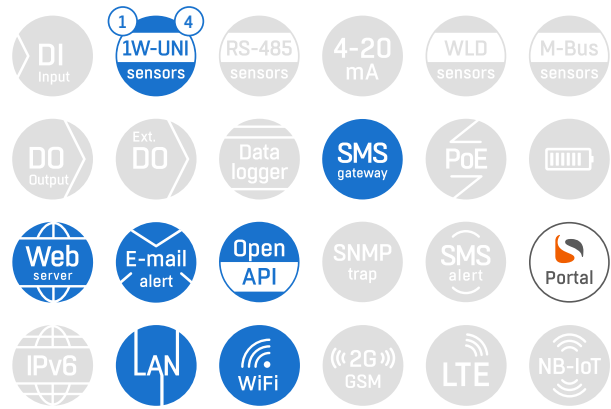 1 4
DI
Input
1W-UNI
sensors
RS-485
sensors
4-20
mA
WLD
sensors
M-Bus
sensors
DO
Output
Ext.
DO
Data
logger
SMS
gateway
PoE
Web
server
E-mail
alert
Open
API
SNMP
trap
SMS
alert
Portal
IPv6
LAN
WiFi
2G
GSM
LTE
NB-IoT